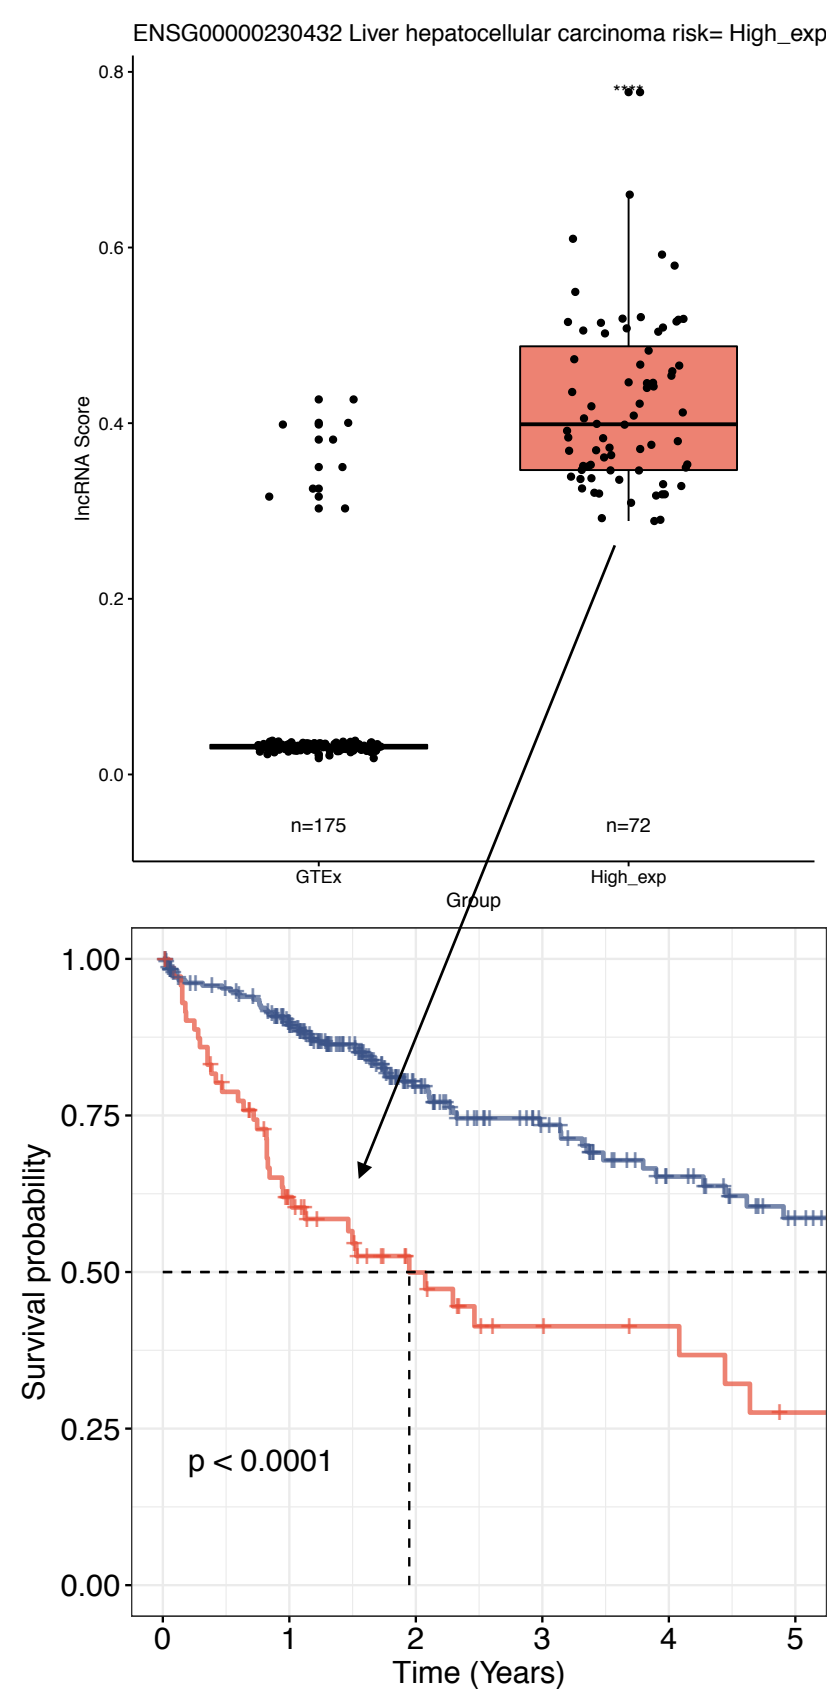 ENSG00000230432 Liver hepatocellular carcinoma risk= High_exp
0.8
****
0.6
0.4
0.2
0.0
lncRNA Score
n=175 n=72
GTEx High_exp
Group
1.00
0.75
0.50
0.25
0.00
Survival probability
p < 0.0001
0 1 2 3 4 5
Time (Years)